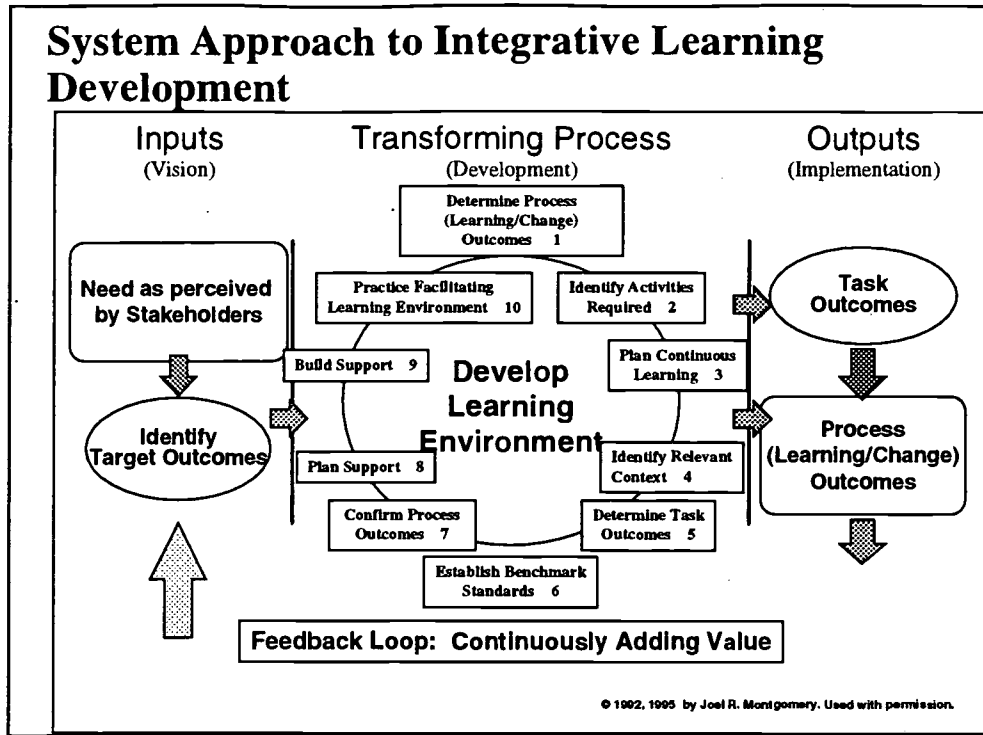 System Approach to Integrative Learning
Development
Inputs
(Vision)
Transforming Process
(Development)
Outputs
(Implementation)
Need as perceived
by Stakeholders
Identify
Target Outcomes
Determine Process
(Learning/Change)
Outcomes 1
Identify Activities
Required 2
Plan Continuous
Learning 3
Identify Relevant
Context 4
Determine Task
Outcomes 5
Establish Benchmark
Standards 6
Confirm Process
Outcomes 7
Plan Support 8
Build Support 9
Practice Facilitating
Learning Environment 10
Develop
Learning
Environment
Task
Outcomes
Process
(Learning/Change)
Outcomes
Feedback Loop: Continuously Adding Value
© 1992, 1995 by Joel R. Montgomery. Used with permission.